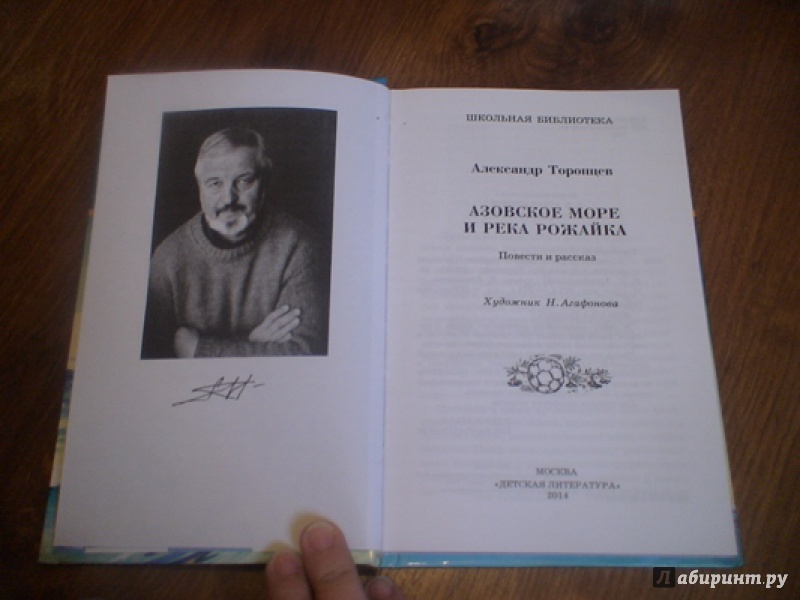 ШКОЛЬНАЯ БИБЛИОТЕКА
Александр Торопцев
АЗОВСКОЕ МОРЕ
И РЕКА РОЖАЙКА
Повести и рассказ
Художник Н. Агафонова
МОСКВА
«ДЕТСКАЯ ЛИТЕРАТУРА»
2014
Лабиринт.ру